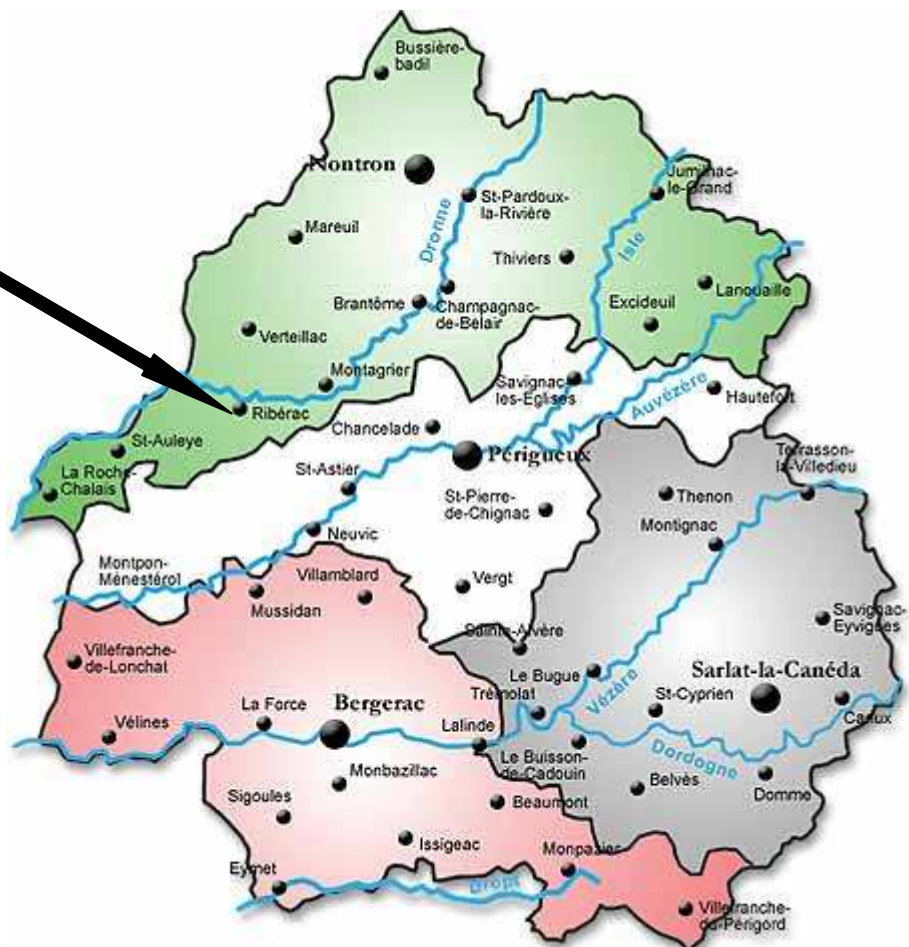 Bussière-
badil
Nontron
Jumilhac-
le-Grand
St-Pardoux-
la-Rivière
Mareuil
Dronne
Isle
Thiviers
Lanouaille
Brantôme
Champagnac-
de-Belair
Excideuil
Verteillac
Montagrier
Savignac
les-Eglises
Hautefort
Auvézère
Ribérac
Chancelade
St-Auleye
Périgueux
Terrasson-
la-Villedieu
La Roche-
Chalais
St-Astier
Thenon
St-Pierre-
de-Chignac
Montignac
Neuvic
Montpon-
Ménestérol
Villamblard
Vergt
Mussidan
Savignac-
Eyvigues
Sainte-Alvère
Villefranche-
de-Lonchat
Le Bugue
Sarlat-la-Canéda
Trémolat
Vézère
St-Cyprien
La Force
Bergerac
Carlux
Vélines
Lalinde
Dordogne
Le Buisson-
de-Cadouin
Monbazillac
Belvès
Domme
Sigoules
Beaumont
Issigeac
Monpazier
Eymet
Dropt
Villefranche-
du-Périgord